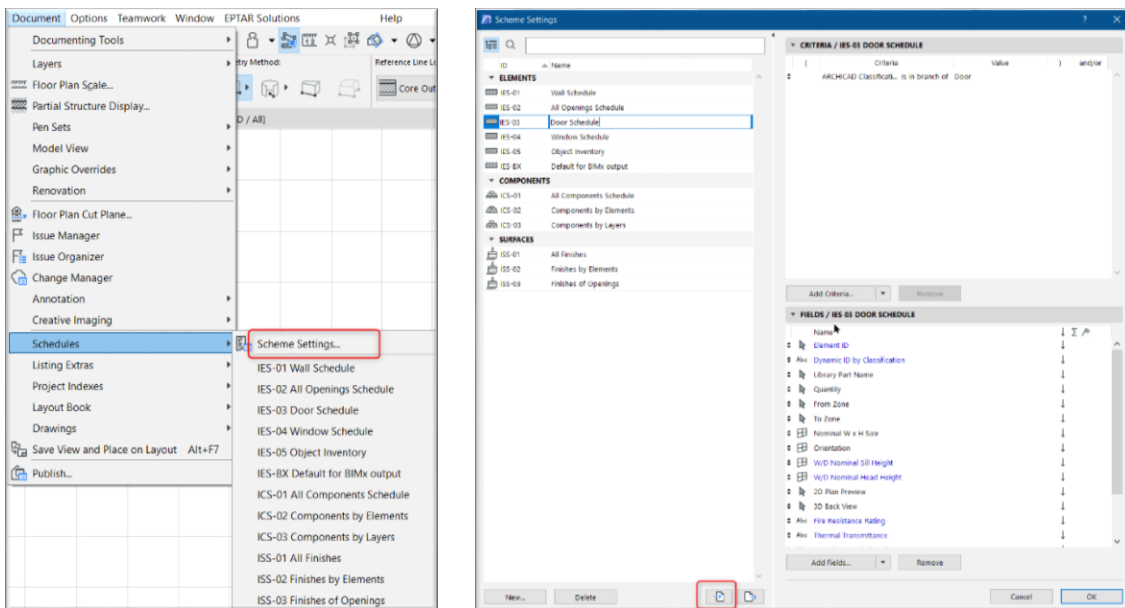 Document Options Teamwork Window EPTAR Solutions Help
Documenting Tools
Layers
Floor Plan Scale...
Partial Structure Display...
Pen Sets
Model View
Graphic Overrides
Renovation
Floor Plan Cut Plane...
Issue Manager
Issue Organizer
Change Manager
Annotation
Creative Imaging
Schedules
Listing Extras
Project Indexes
Layout Book
Drawings
Save View and Place on Layout Alt+F7
Publish...
try Method:
Reference Line Lo
Core Out
D / All]
Scheme Settings...
IES-01 Wall Schedule
IES-02 All Openings Schedule
IES-03 Door Schedule
IES-04 Window Schedule
IES-05 Object Inventory
IES-BX Default for BIMx output
ICS-01 All Components Schedule
ICS-02 Components by Elements
ICS-03 Components by Layers
ISS-01 All Finishes
ISS-02 Finishes by Elements
ISS-03 Finishes of Openings
Scheme Settings
ID Name
ELEMENTS
IES-01 Wall Schedule
IES-02 All Openings Schedule
IES-03 Door Schedule
IES-04 Window Schedule
IES-05 Object Inventory
IES-BX Default for BIMx output
COMPONENTS
ICS-01 All Components Schedule
ICS-02 Components by Elements
ICS-03 Components by Layers
SURFACES
ISS-01 All Finishes
ISS-02 Finishes by Elements
ISS-03 Finishes of Openings
New... Delete
CRITERIA / IES-03 DOOR SCHEDULE
( Criteria Value ) and/or
ARCHICAD Classificati... is in branch of Door
Add Criteria... Remove
FIELDS / IES-03 DOOR SCHEDULE
Name
Element ID
Abc Dynamic ID by Classification
Library Part Name
Quantity
From Zone
To Zone
Nominal W x H Size
Orientation
W/D Nominal Sill Height
W/D Nominal Head Height
2D Plan Preview
3D Back View
Abc Fire Resistance Rating
Abc Thermal Transmittance
Add Fields... Remove
Cancel OK